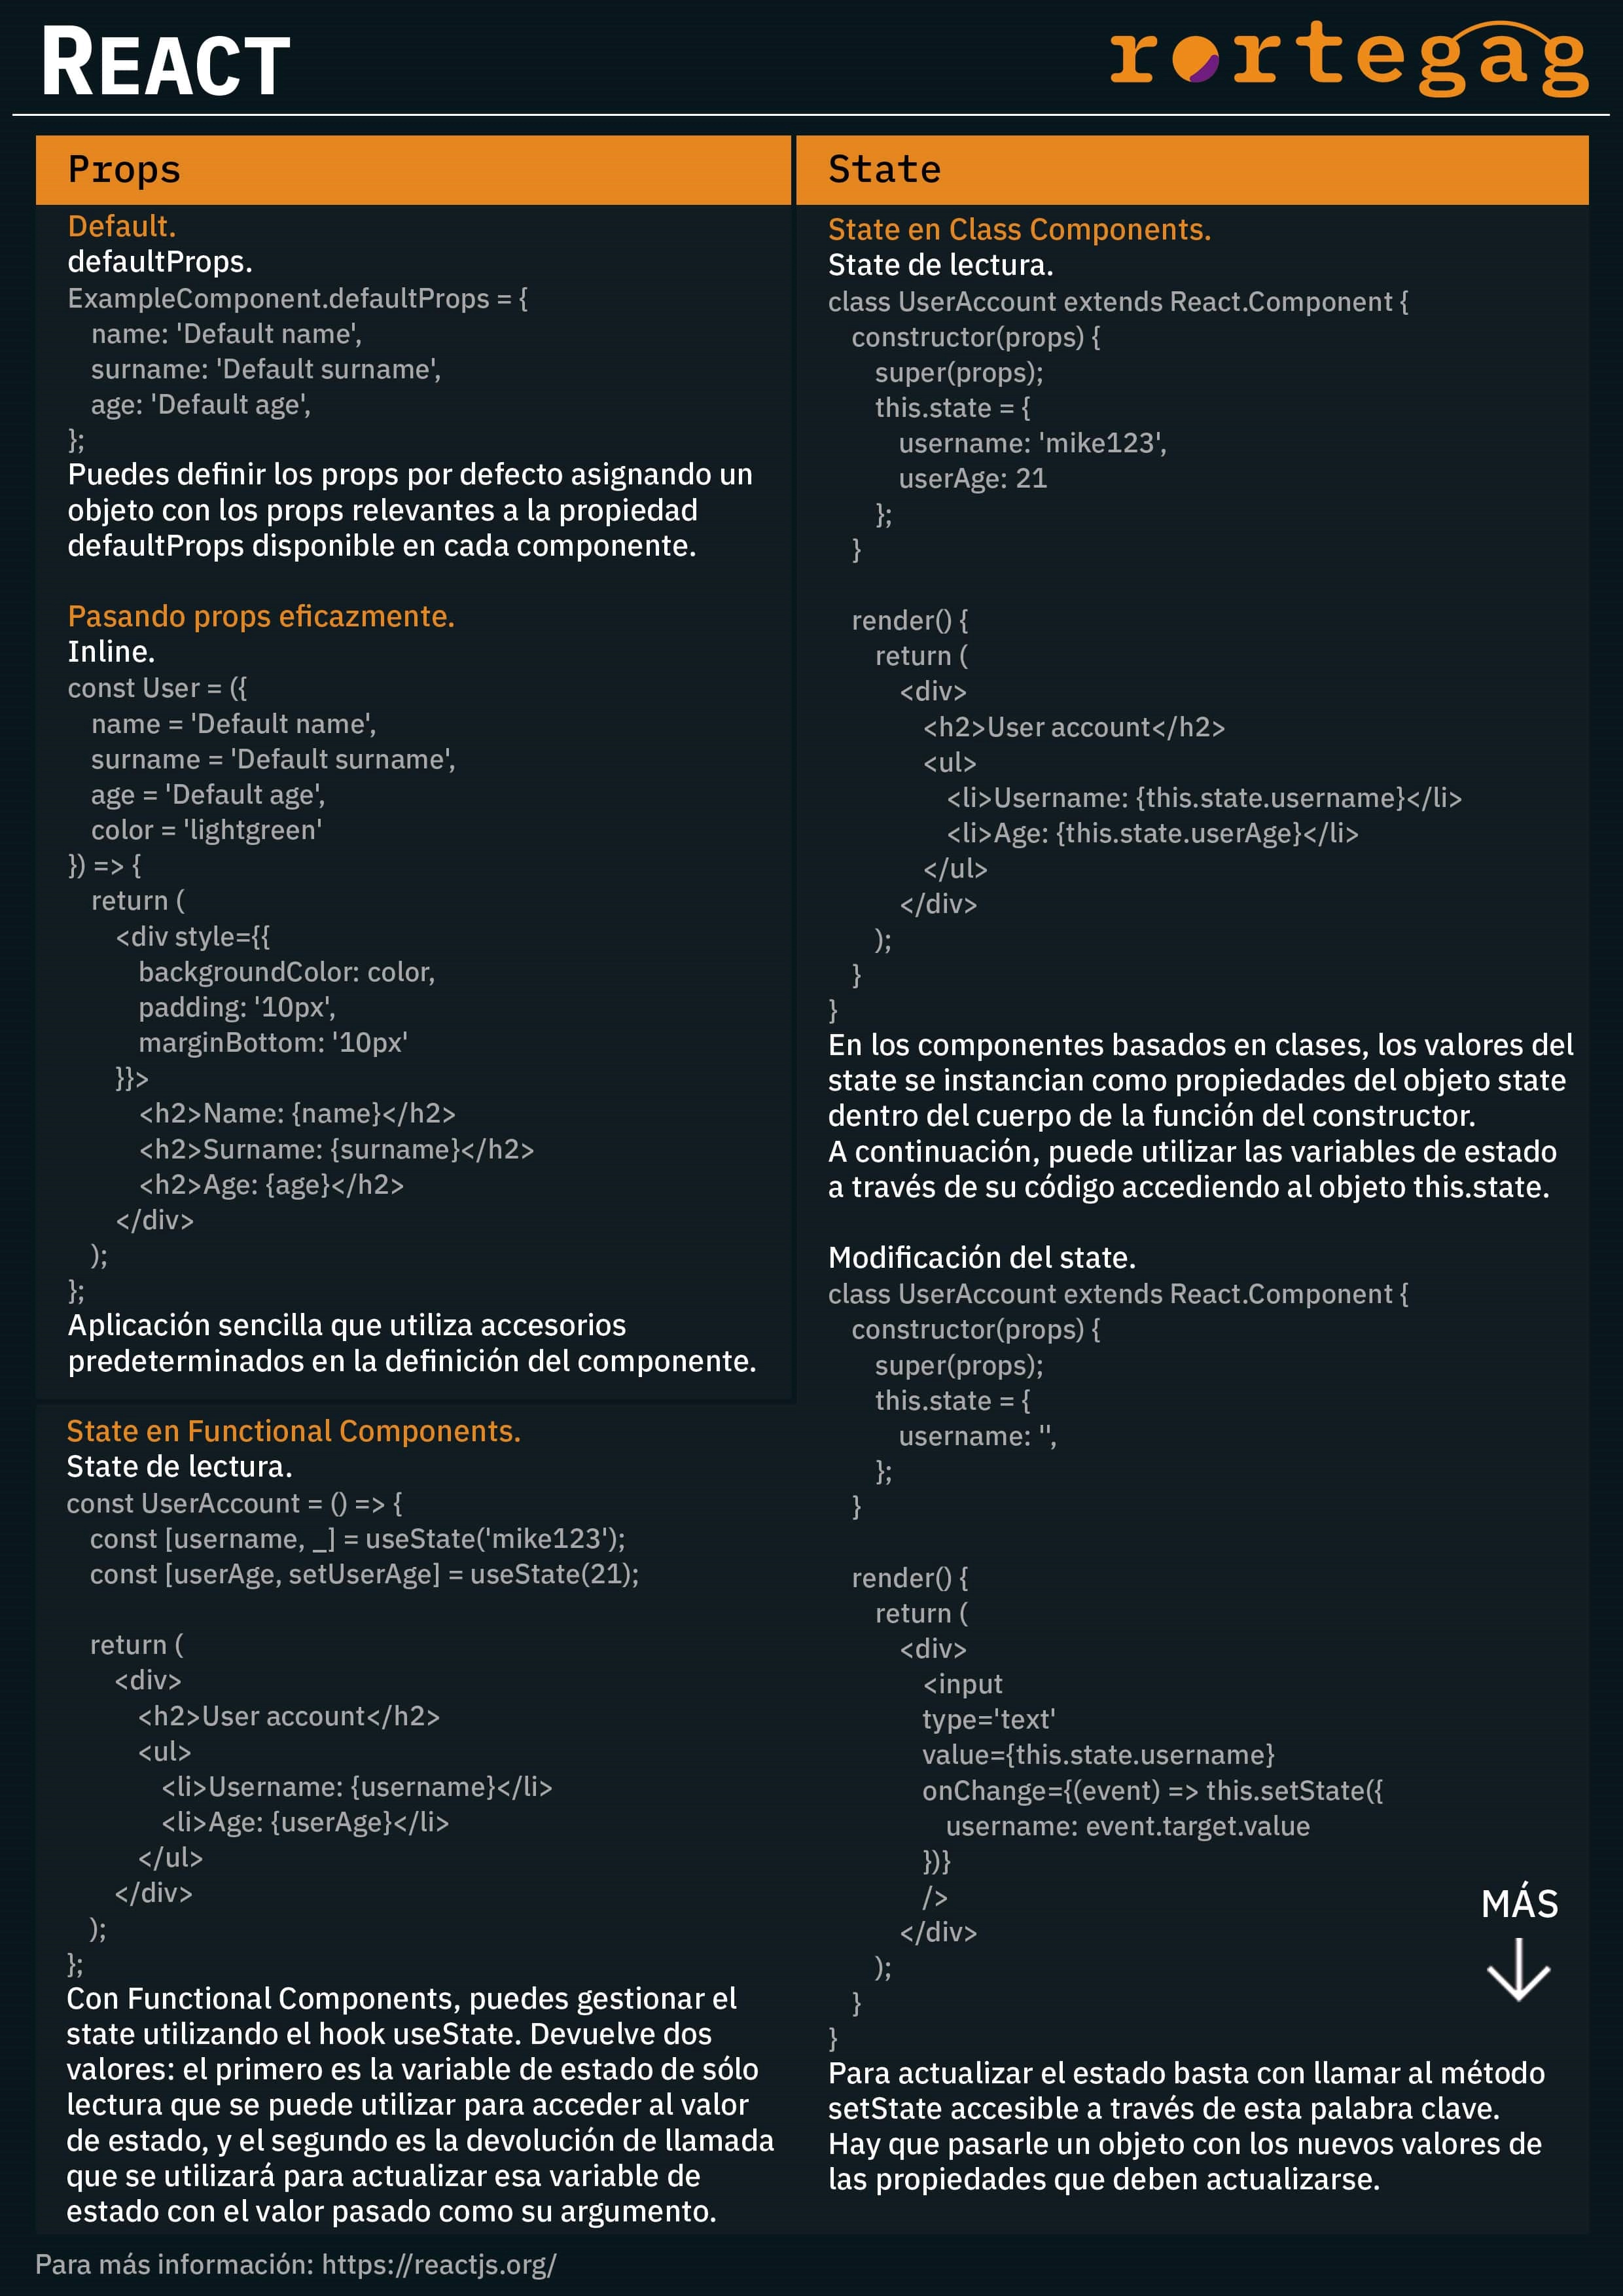 REACT
rortegag
Props
Default.
defaultProps.
ExampleComponent.defaultProps = {
name: 'Default name',
surname: 'Default surname',
age: 'Default age',
};
Puedes definir los props por defecto asignando un
objeto con los props relevantes a la propiedad
defaultProps disponible en cada componente.
Pasando props eficazmente.
Inline.
const User = ({
name = 'Default name',
surname = 'Default surname',
age = 'Default age',
color = 'lightgreen'
}) => {
return (
<div style={{
backgroundColor: color,
padding: '10px',
marginBottom: '10px'
}}>
<h2>Name: {name}</h2>
<h2>Surname: {surname}</h2>
<h2>Age: {age}</h2>
</div>
);
};
Aplicación sencilla que utiliza accesorios
predeterminados en la definición del componente.
State en Functional Components.
State de lectura.
const UserAccount = () => {
const [username, _] = useState('mike123');
const [userAge, setUserAge] = useState(21);
return (
<div>
<h2>User account</h2>
<ul>
<li>Username: {username}</li>
<li>Age: {userAge}</li>
</ul>
</div>
);
};
Con Functional Components, puedes gestionar el
state utilizando el hook useState. Devuelve dos
valores: el primero es la variable de estado de sólo
lectura que se puede utilizar para acceder al valor
de estado, y el segundo es la devolución de llamada
que se utilizará para actualizar esa variable de
estado con el valor pasado como su argumento.
State
State en Class Components.
State de lectura.
class UserAccount extends React.Component {
constructor(props) {
super(props);
this.state = {
username: 'mike123',
userAge: 21
};
}
render() {
return (
<div>
<h2>User account</h2>
<ul>
<li>Username: {this.state.username}</li>
<li>Age: {this.state.userAge}</li>
</ul>
</div>
);
}
}
En los componentes basados en clases, los valores del
state se instancian como propiedades del objeto state
dentro del cuerpo de la función del constructor.
A continuación, puede utilizar las variables de estado
a través de su código accediendo al objeto this.state.
Modificación del state.
class UserAccount extends React.Component {
constructor(props) {
super(props);
this.state = {
username: '',
};
}
render() {
return (
<div>
<input
type='text'
value={this.state.username}
onChange={(event) => this.setState({
username: event.target.value
})}
/>
</div>
);
}
}
Para actualizar el estado basta con llamar al método
setState accesible a través de esta palabra clave.
Hay que pasarle un objeto con los nuevos valores de
las propiedades que deben actualizarse.
MÁS
Para más información: https://reactjs.org/